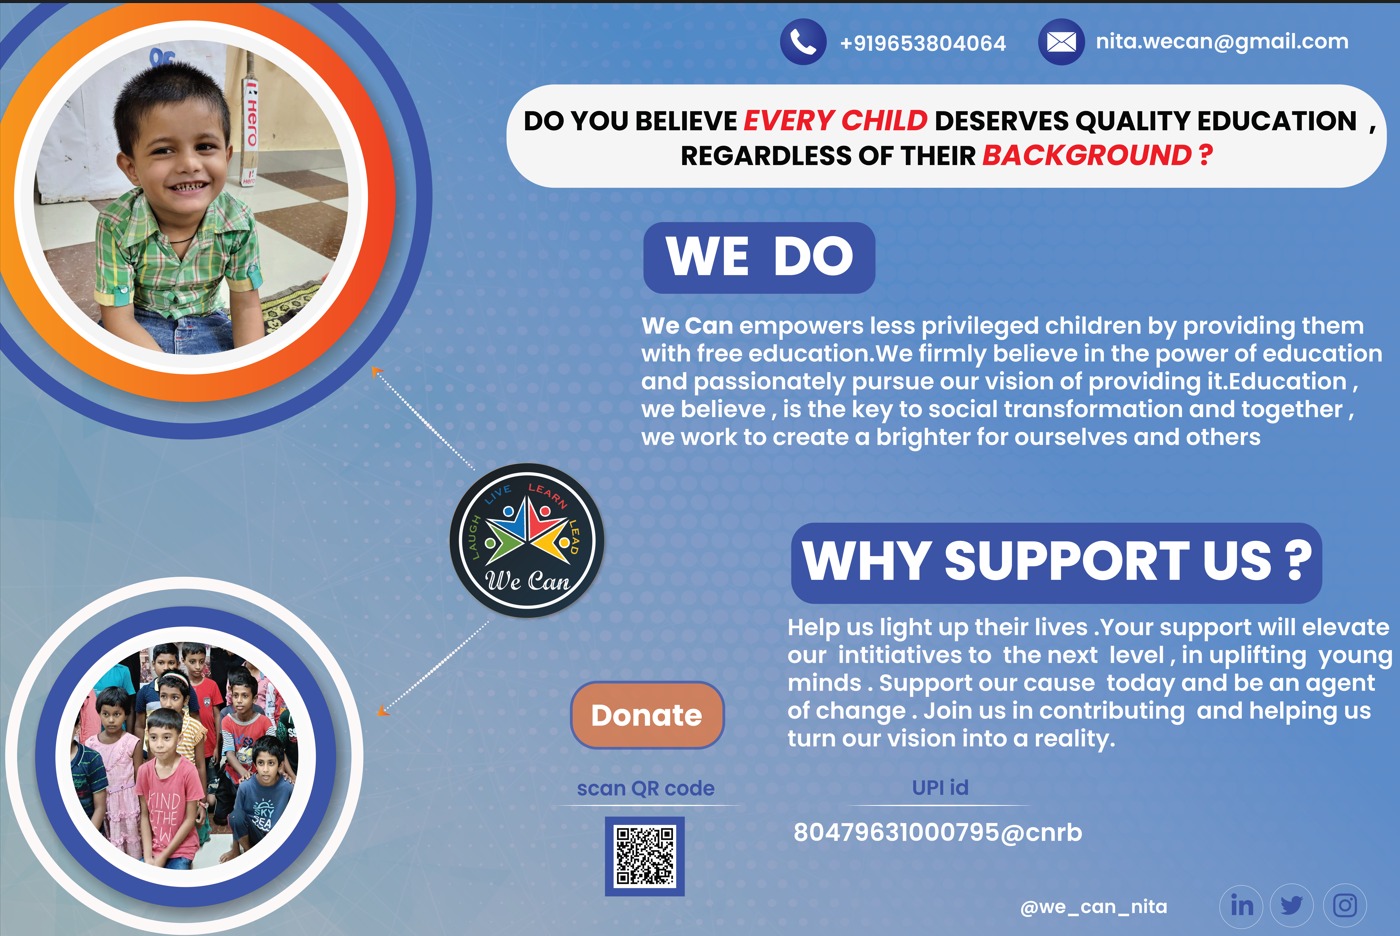 +919653804064
nita.wecan@gmail.com
DO YOU BELIEVE EVERY CHILD DESERVES QUALITY EDUCATION ,
REGARDLESS OF THEIR BACKGROUND ?
Hero
WE DO
We Can empowers less privileged children by providing them
with free education.We firmly believe in the power of education
and passionately pursue our vision of providing it.Education ,
we believe , is the key to social transformation and together ,
we work to create a brighter for ourselves and others
LAUGH LIVE LEARN LEAD
We Can
WHY SUPPORT US ?
Help us light up their lives .Your support will elevate
our intitiatives to the next level , in uplifting young
minds . Support our cause today and be an agent
of change . Join us in contributing and helping us
turn our vision into a reality.
Donate
scan QR code
UPI id
80479631000795@cnrb
@we_can_nita
in